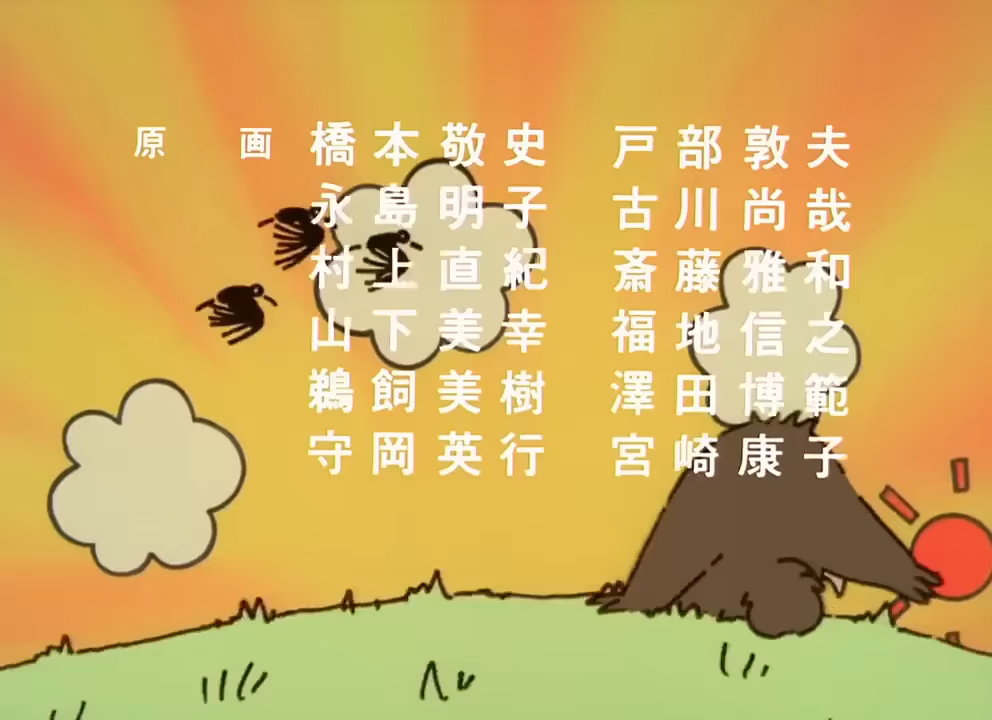 原画 橋本敬史 戸部敦夫
永島明子 古川尚哉
村上直紀 斎藤雅和
山下美幸 福地信之
鵜飼美樹 澤田博範
守岡英行 宮崎康子